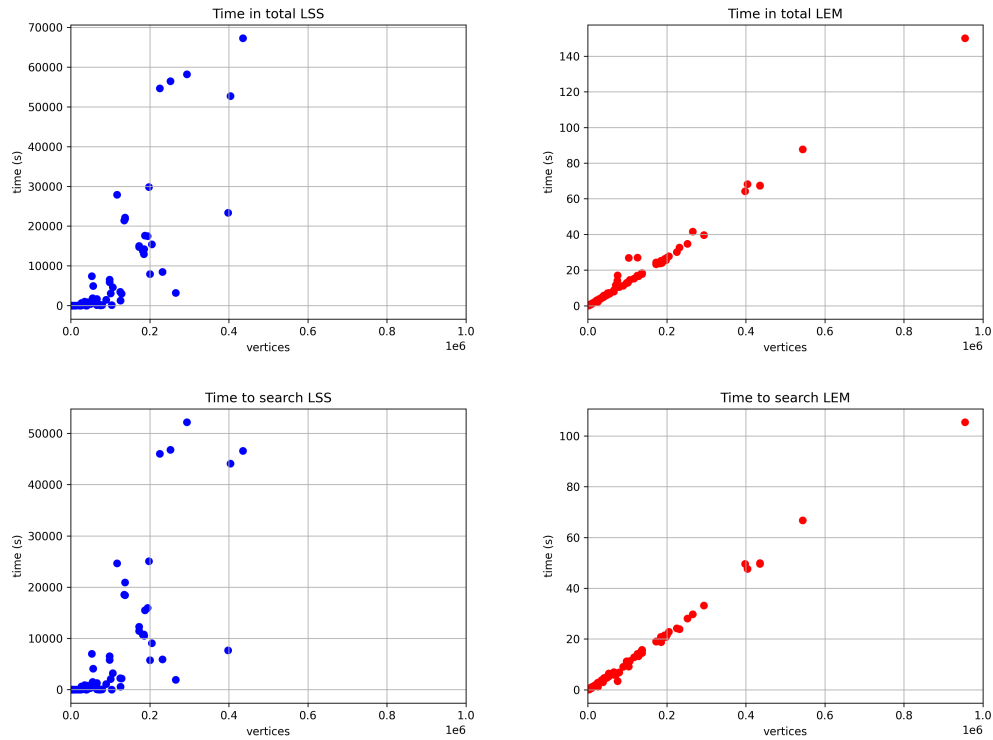 Time in total LSS
70000
60000
50000
40000
30000
20000
10000
0
time (s)
0.0 0.2 0.4 0.6 0.8 1.0
vertices
1e6
Time in total LEM
140
120
100
80
60
40
20
0
time (s)
0.0 0.2 0.4 0.6 0.8 1.0
vertices
1e6
Time to search LSS
50000
40000
30000
20000
10000
0
time (s)
0.0 0.2 0.4 0.6 0.8 1.0
vertices
1e6
Time to search LEM
100
80
60
40
20
0
time (s)
0.0 0.2 0.4 0.6 0.8 1.0
vertices
1e6